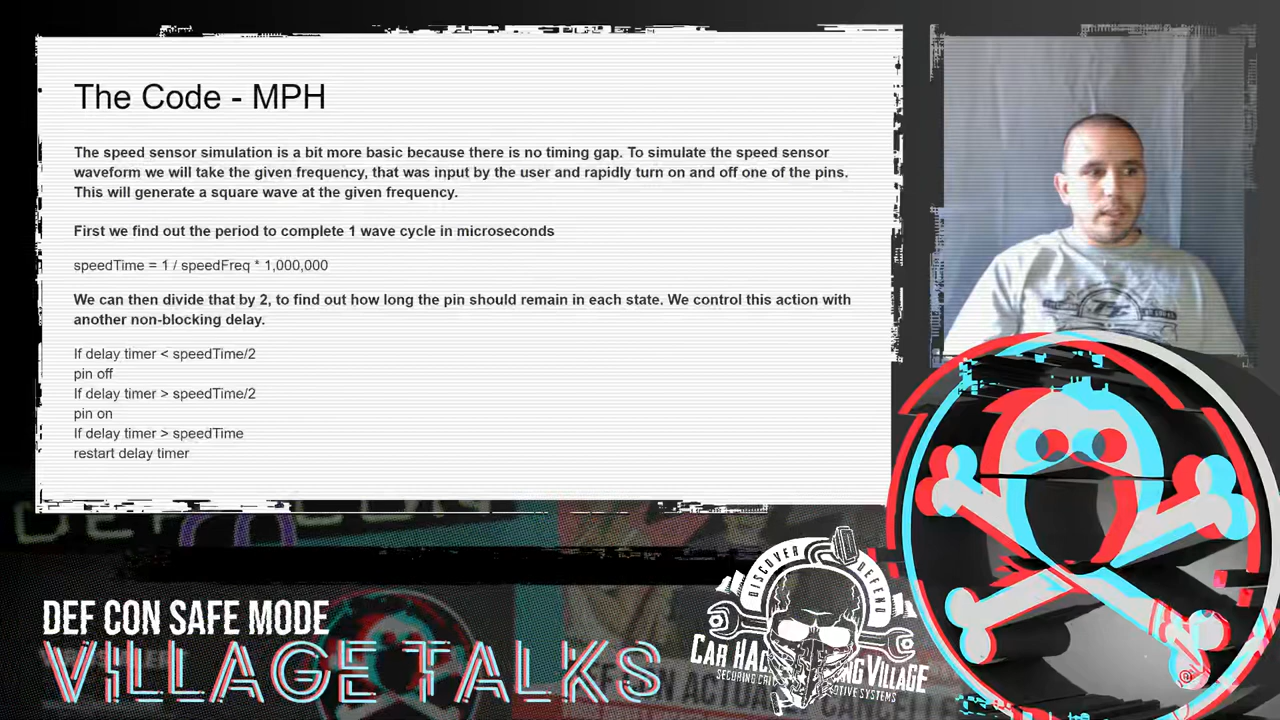 The Code - MPH
The speed sensor simulation is a bit more basic because there is no timing gap. To simulate the speed sensor
waveform we will take the given frequency, that was input by the user and rapidly turn on and off one of the pins.
This will generate a square wave at the given frequency.
First we find out the period to complete 1 wave cycle in microseconds
speedTime = 1 / speedFreq * 1,000,000
We can then divide that by 2, to find out how long the pin should remain in each state. We control this action with
another non-blocking delay.
If delay timer < speedTime/2
pin off
If delay timer > speedTime/2
pin on
If delay timer > speedTime
restart delay timer
DEF CON SAFE MODE
VILLAGE TALKS
DISCOVER
DEFEND
CAR HAC NG VILLAGE